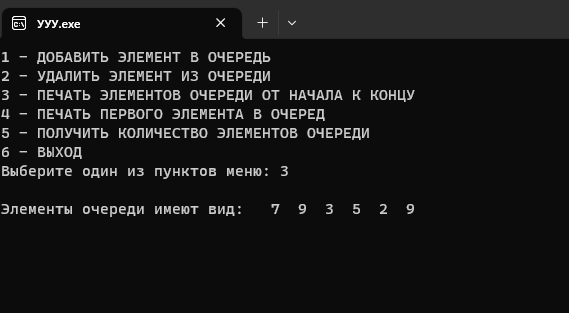 УУУ.exe
1 – ДОБАВИТЬ ЭЛЕМЕНТ В ОЧЕРЕДЬ
2 – УДАЛИТЬ ЭЛЕМЕНТ ИЗ ОЧЕРЕДИ
3 – ПЕЧАТЬ ЭЛЕМЕНТОВ ОЧЕРЕДИ ОТ НАЧАЛА К КОНЦУ
4 – ПЕЧАТЬ ПЕРВОГО ЭЛЕМЕНТА В ОЧЕРЕД
5 – ПОЛУЧИТЬ КОЛИЧЕСТВО ЭЛЕМЕНТОВ ОЧЕРЕДИ
6 – ВЫХОД
Выберите один из пунктов меню: 3
Элементы очереди имеют вид:   7  9  3  5  2  9